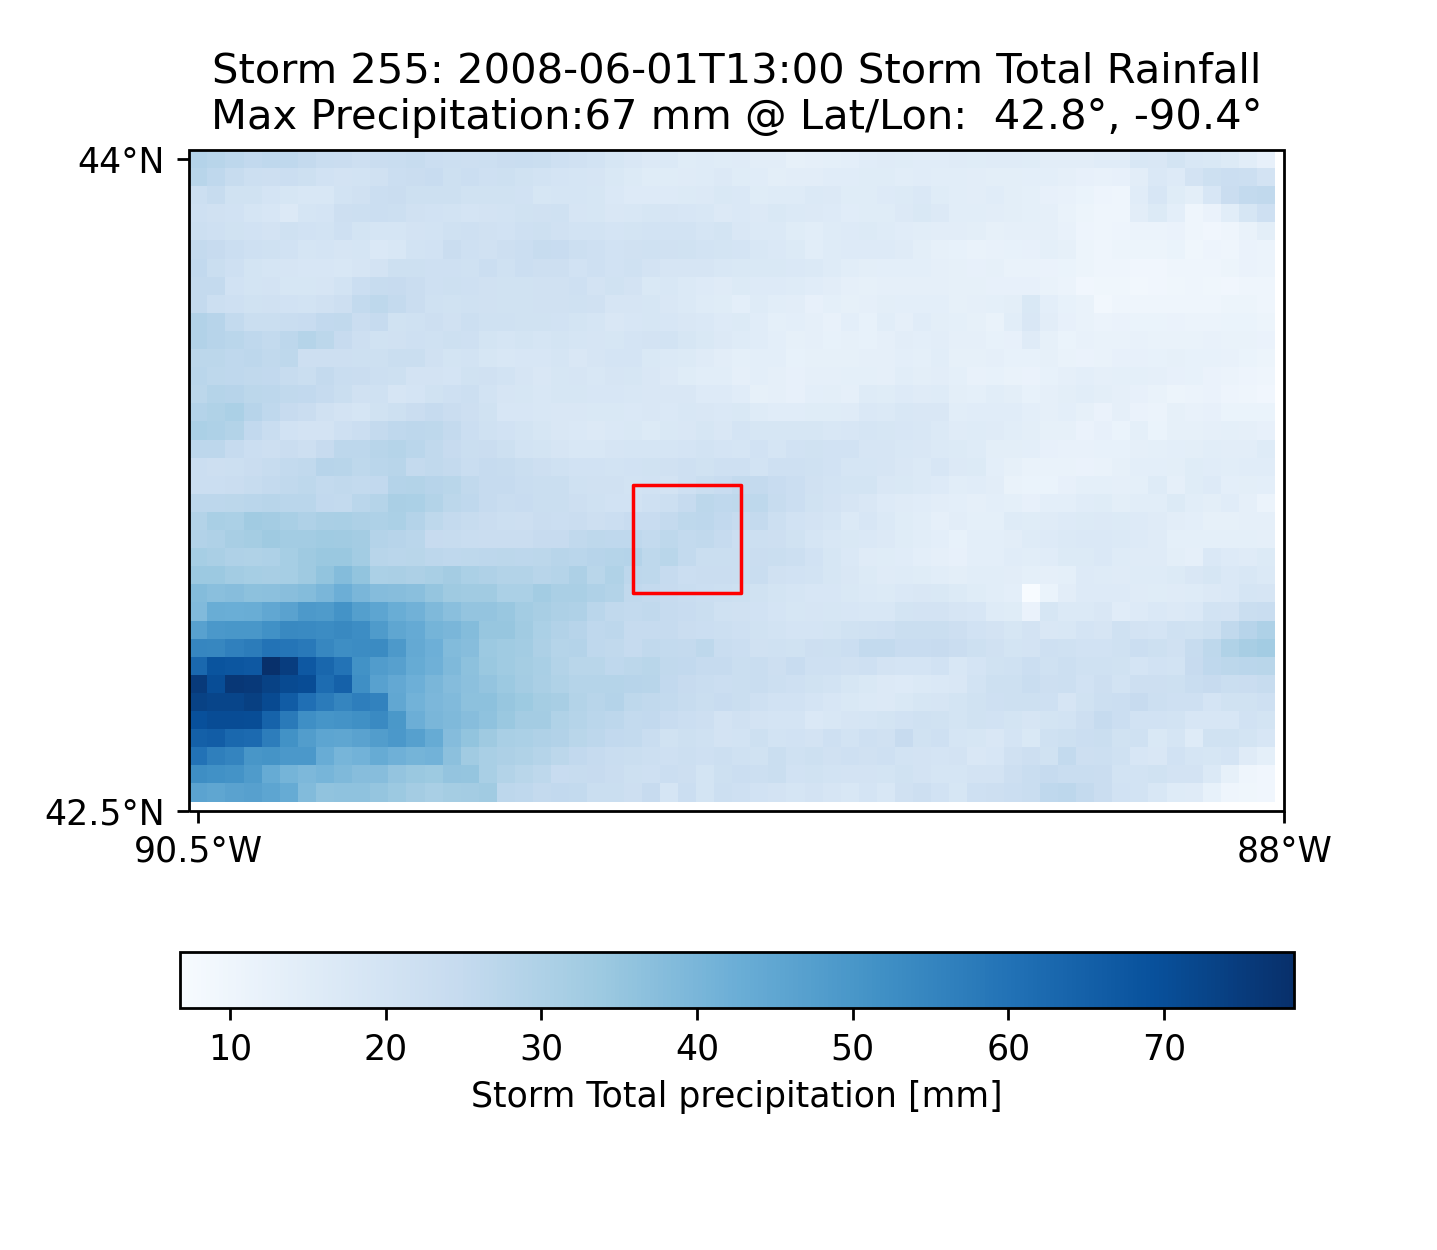 Storm 255: 2008-06-01T13:00 Storm Total Rainfall
Max Precipitation:67 mm @ Lat/Lon:  42.8°, -90.4°
44°N
42.5°N
90.5°W 88°W
10 20 30 40 50 60 70
Storm Total precipitation [mm]